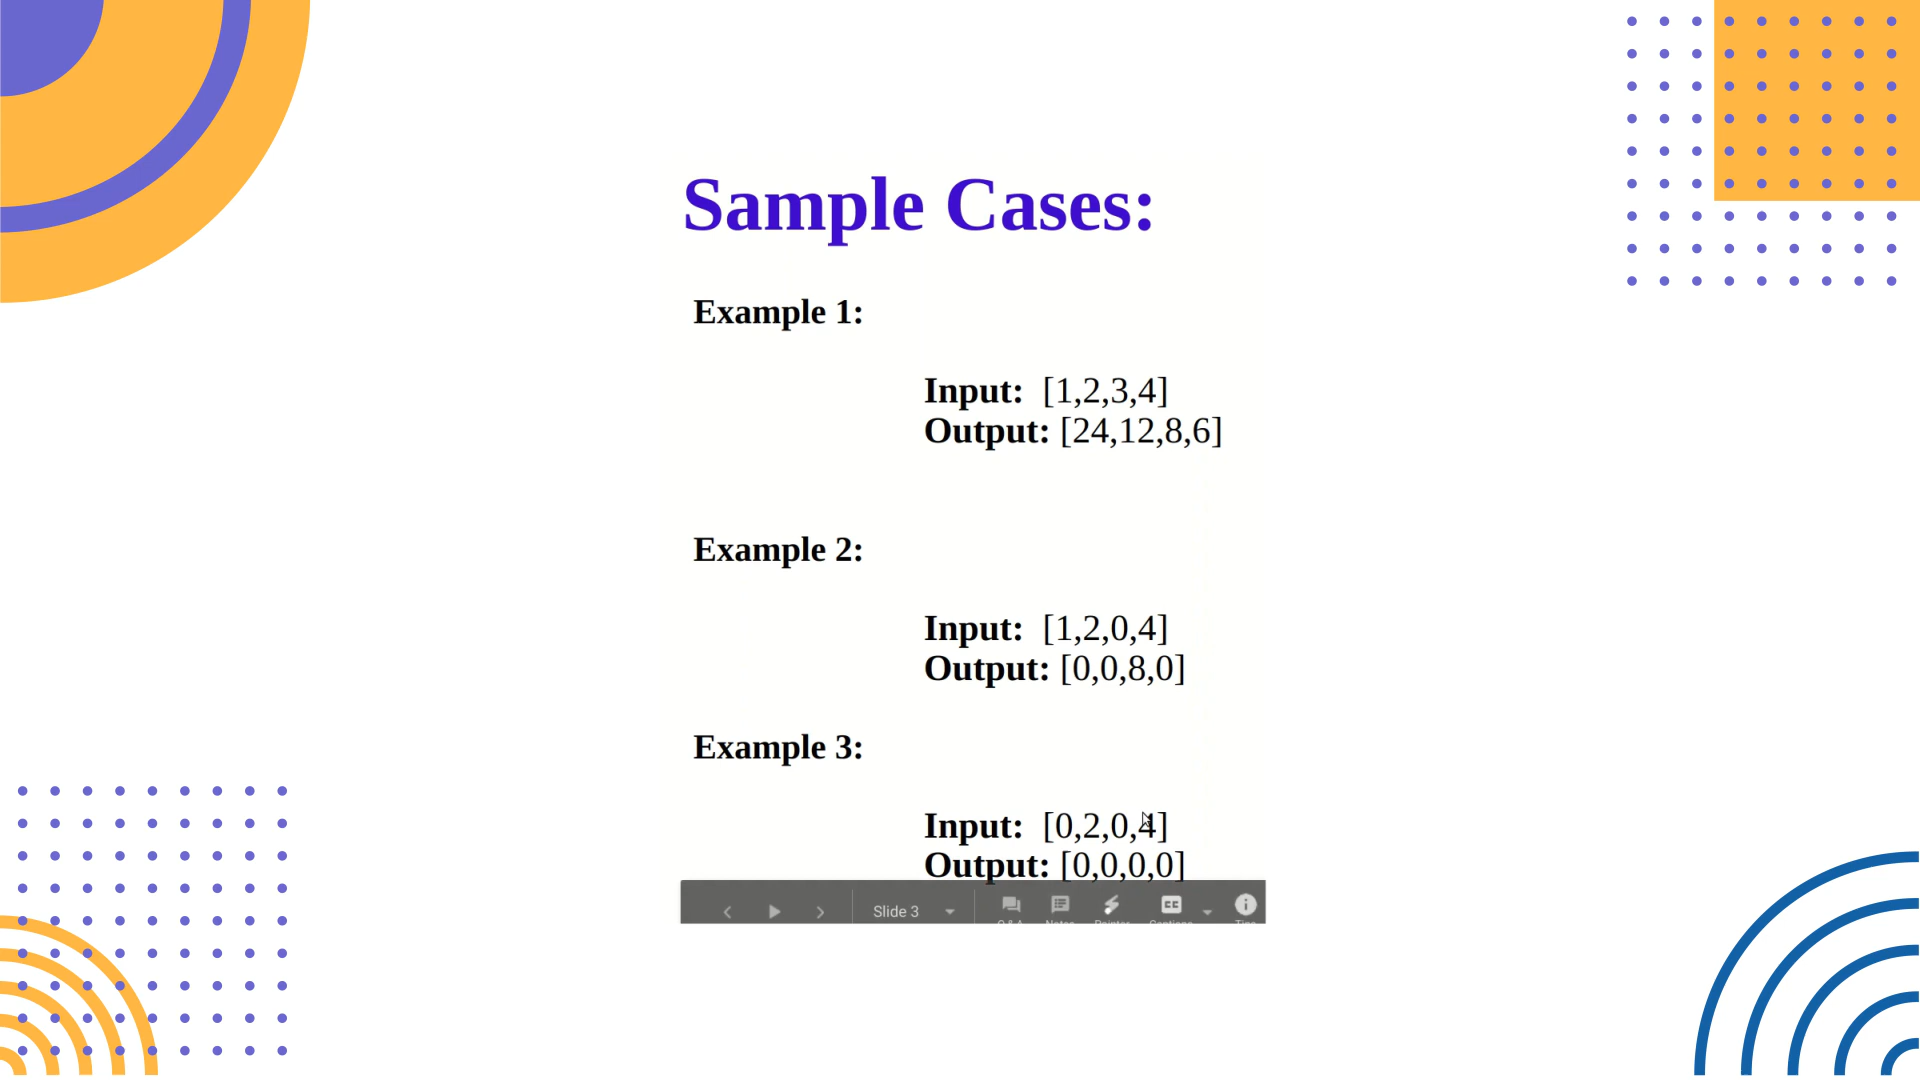 Sample Cases:
Example 1:
Input: [1,2,3,4]
Output: [24,12,8,6]
Example 2:
Input: [1,2,0,4]
Output: [0,0,8,0]
Example 3:
Input: [0,2,0,4]
Output: [0,0,0,0]
Slide 3